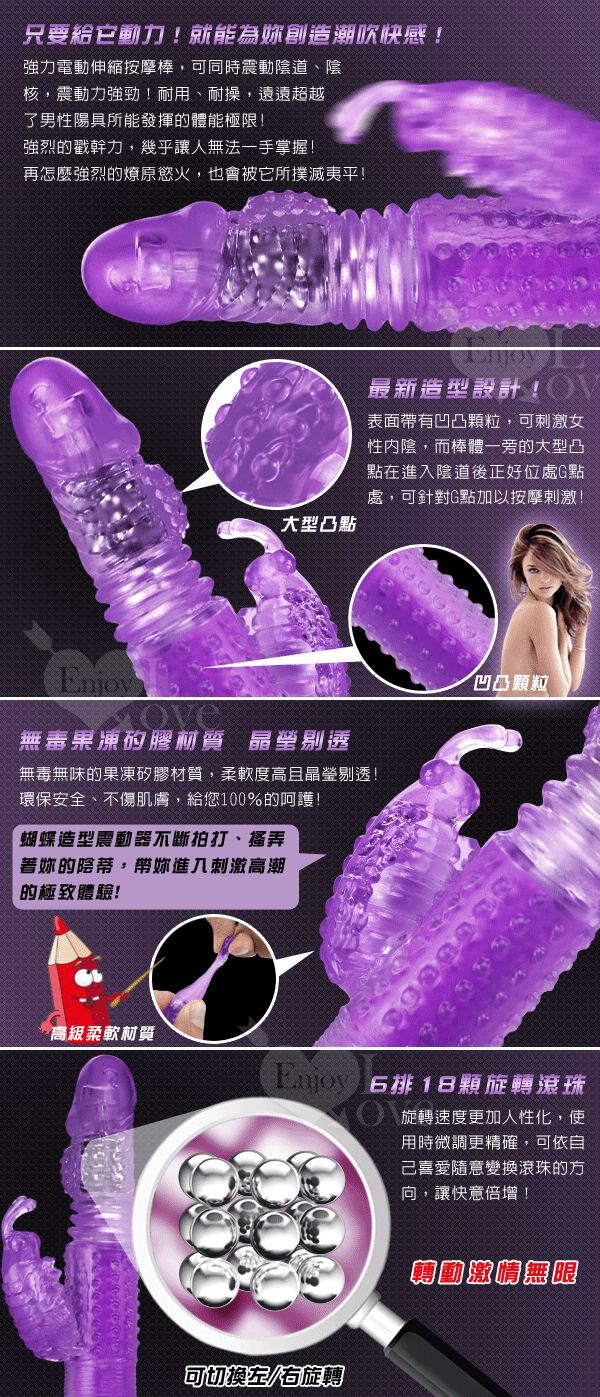 只要給它動力！就能為妳創造潮吹快感！
強力電動伸縮按摩棒，可同時震動陰道、陰
核，震動力強勁！耐用、耐操，遠遠超越
了男性陽具所能發揮的體能極限!
強烈的戳幹力，幾乎讓人無法一手掌握!
再怎麼強烈的燎原慾火，也會被它所撲滅夷平!
Enjoy Love
最新造型設計！
表面帶有凹凸顆粒，可刺激女
性内陰，而棒體一旁的大型凸
點在進入陰道後正好位處G點
處，可針對G點加以按摩刺激!
大型凸點
凹凸顆粒
Enjoy Love
無毒果凍矽膠材質 晶瑩剔透
無毒無味的果凍矽膠材質，柔軟度高且晶瑩剔透!
環保安全、不傷肌膚，給您100%的呵護!
蝴蝶造型震動器不斷拍打、搔弄
著妳的陰蒂，帶妳進入刺激高潮
的極致體驗!
高級柔軟材質
Enjoy Love
6排18顆旋轉滾珠
旋轉速度更加人性化，使
用時微調更精確，可依自
己喜愛隨意變換滾珠的方
向，讓快意倍增！
轉動激情無限
可切換左/右旋轉